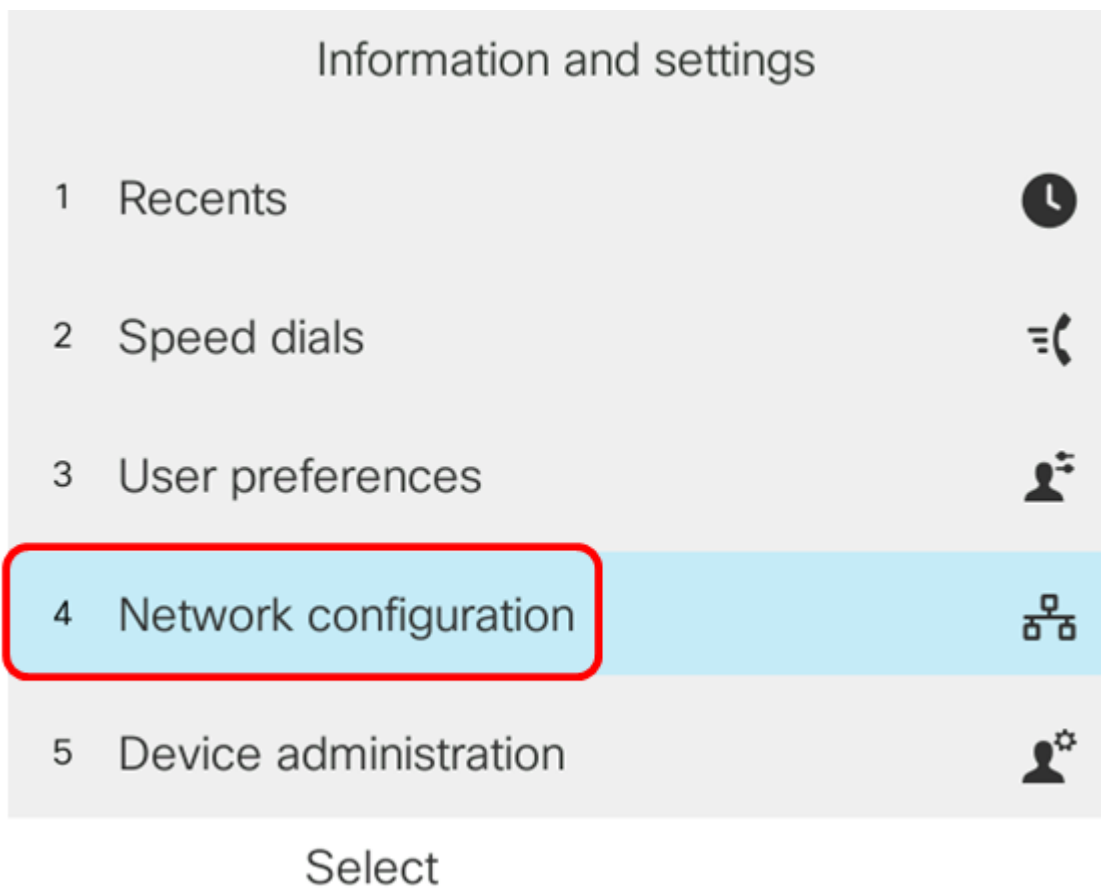 Information and settings
1 Recents
2 Speed dials
3 User preferences
4 Network configuration
5 Device administration
Select